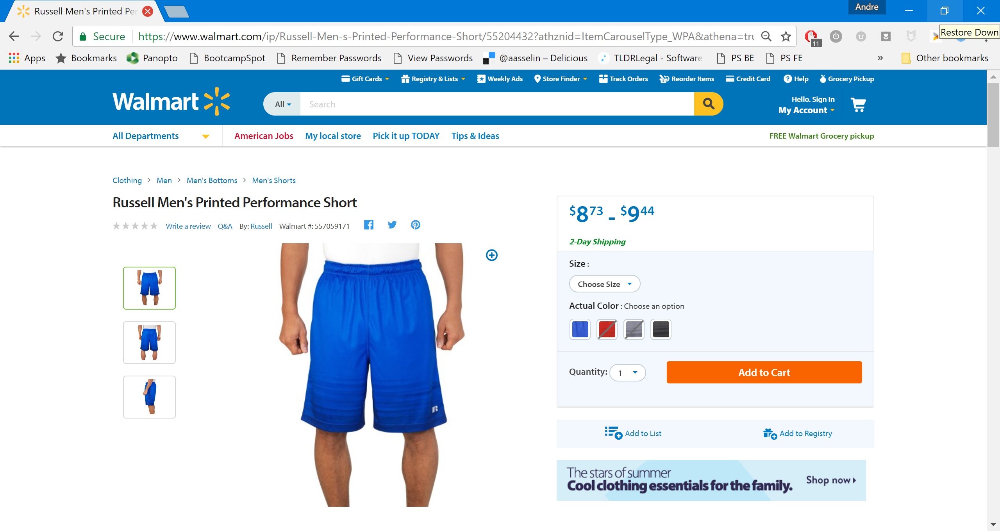 Russell Men's Printed Per
Andre
Secure
https://www.walmart.com/ip/Russell-Men-s-Printed-Performance-Short/55204432?athznid=ItemCarouselType_WPA&athena=tru
11
Restore Down
Apps
Bookmarks
Panopto
BootcampSpot
Remember Passwords
View Passwords
@aasselin – Delicious
TLDRLegal - Software
PS BE
PS FE
»
Other bookmarks
Gift Cards
Registry & Lists
Weekly Ads
Store Finder
Track Orders
Reorder Items
Credit Card
Help
Grocery Pickup
Walmart
All
Search
Hello. Sign In
My Account
All Departments
American Jobs
My local store
Pick it up TODAY
Tips & Ideas
FREE Walmart Grocery pickup
Clothing > Men > Men's Bottoms > Men's Shorts
Russell Men's Printed Performance Short
Write a review
Q&A
By: Russell
Walmart #: 557059171
R
$8 73 - $9 44
2-Day Shipping
Size :
Choose Size
Actual Color : Choose an option
Quantity: 1
Add to Cart
Add to List
Add to Registry
The stars of summer
Cool clothing essentials for the family.
Shop now